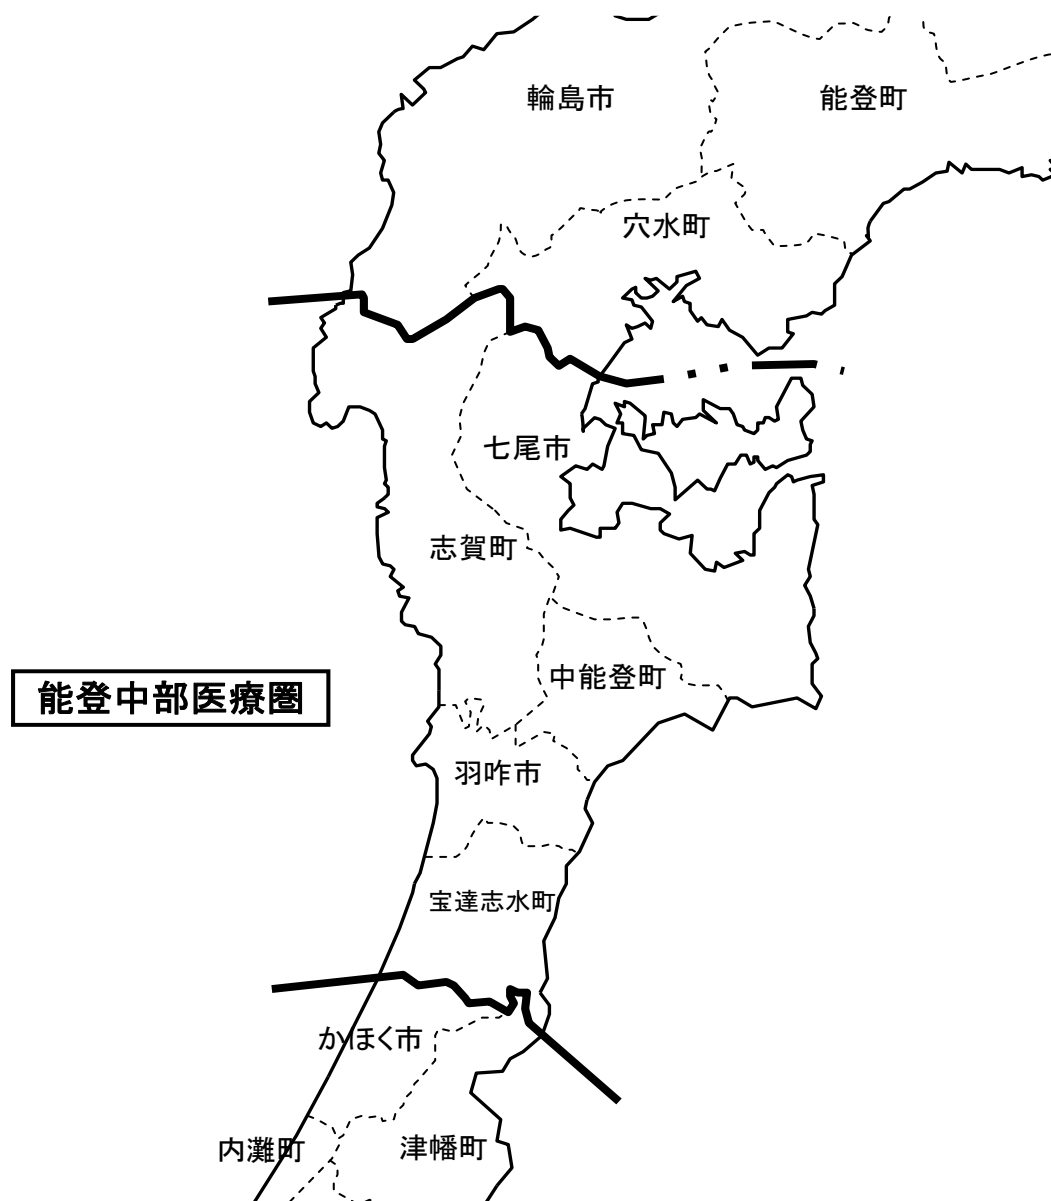 輪島市
能登町
穴水町
七尾市
志賀町
中能登町
能登中部医療圏
羽咋市
宝達志水町
かほく市
内灘町
津幡町